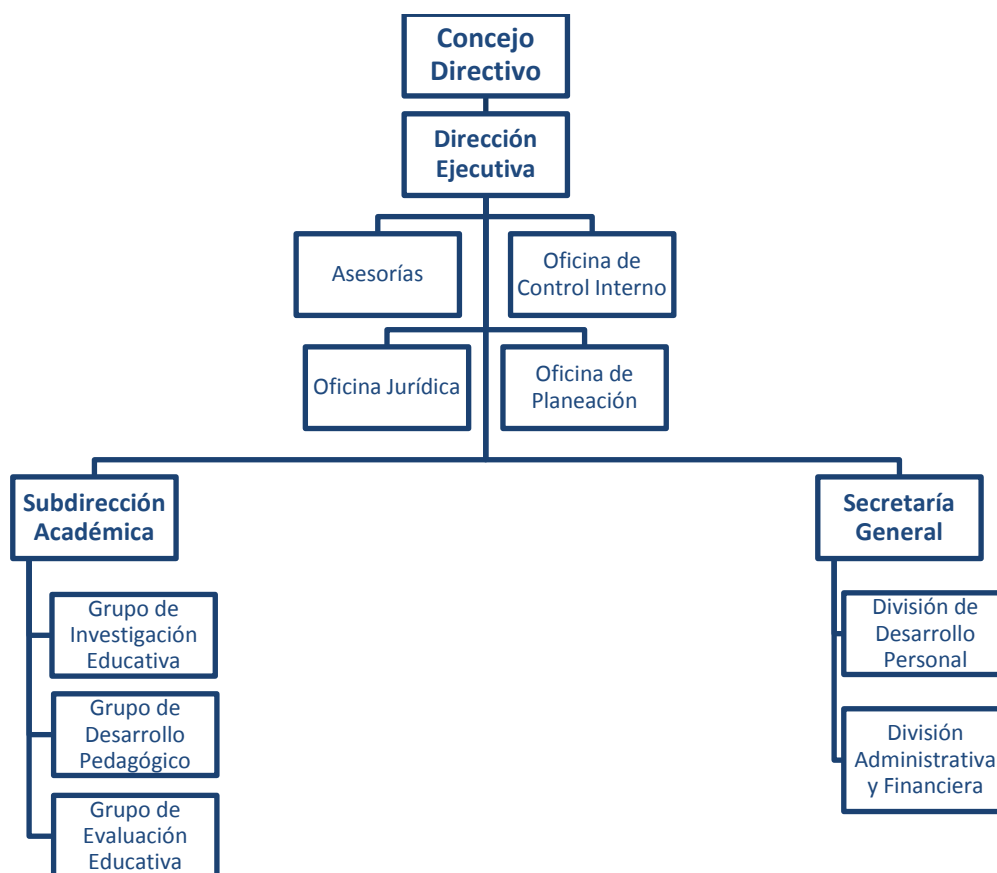 Concejo
Directivo
Dirección
Ejecutiva
Asesorías
Oficina de
Control Interno
Oficina Jurídica
Oficina de
Planeación
Subdirección
Académica
Grupo de
Investigación
Educativa
Grupo de
Desarrollo
Pedagógico
Grupo de
Evaluación
Educativa
Secretaría
General
División de
Desarrollo
Personal
División
Administrativa
y Financiera